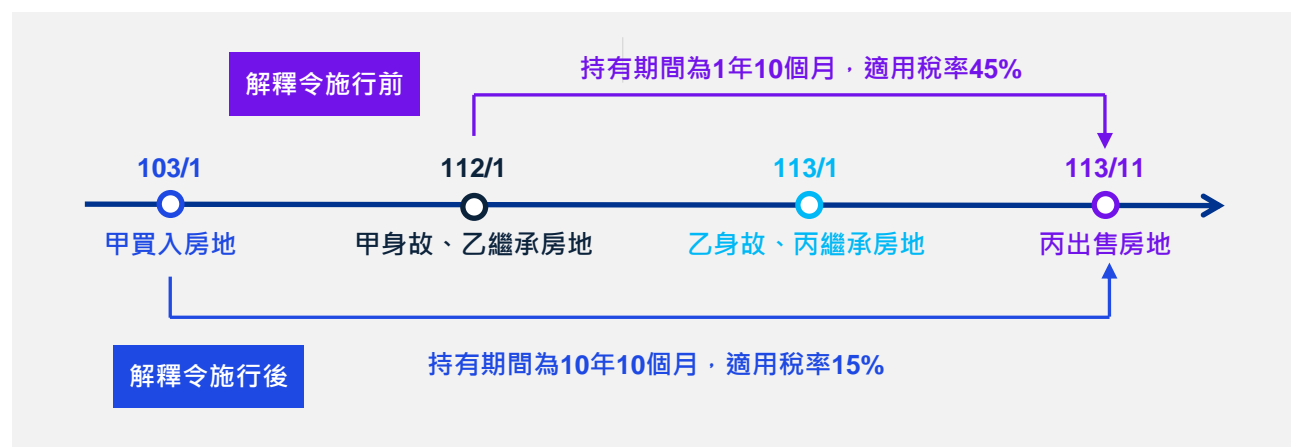 解釋令施行前
持有期間為1年10個月，適用稅率45%
103/1
112/1
113/1
113/11
甲買入房地
甲身故、乙繼承房地
乙身故、丙繼承房地
丙出售房地
解釋令施行後
持有期間為10年10個月，適用稅率15%